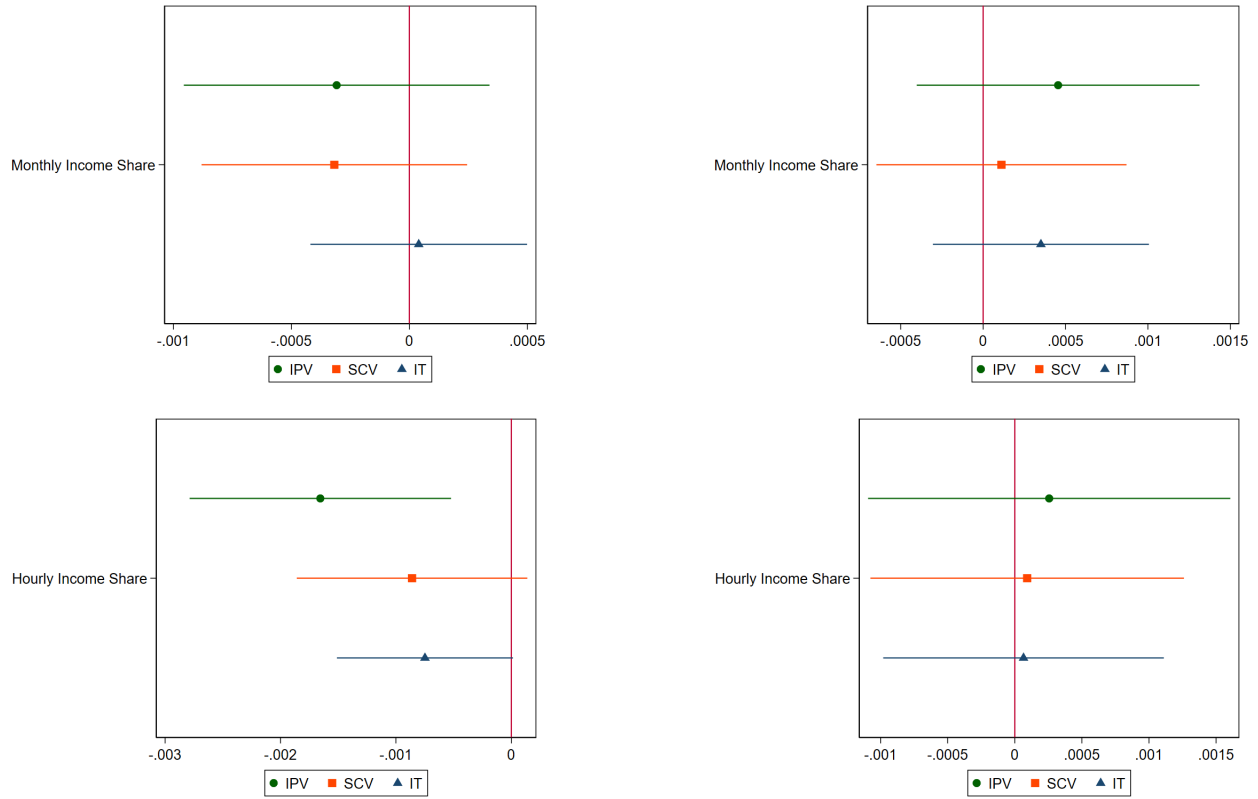 Monthly Income Share
-.001 -.0005 0 .0005
IPV SCV IT
Monthly Income Share
-.0005 0 .0005 .001 .0015
IPV SCV IT
Hourly Income Share
-.003 -.002 -.001 0
IPV SCV IT
Hourly Income Share
-.001 -.0005 0 .0005 .001 .0015
IPV SCV IT